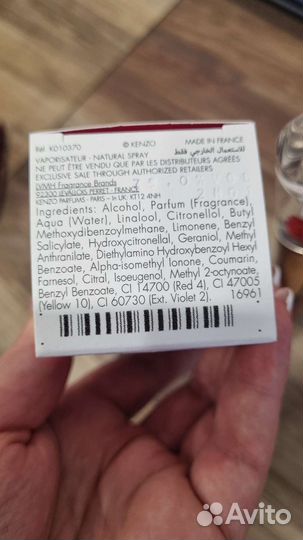 Réf. K010370 © KENZO MADE IN FRANCE
VAPORISATEUR - NATURAL SPRAY للاستعمال الخارجي فقط
NE PEUT ÊTRE VENDU QUE PAR LES DISTRIBUTEURS AGRÉÉS
EXCLUSIVE SALE THROUGH AUTHORIZED RETAILERS
LVMH Fragrance Brands
92300 LEVALLOIS PERRET - FRANCE
KENZO PARFUMS - PARIS – In UK: KT12 4NH
Ingredients: Alcohol, Parfum (Fragrance),
Aqua (Water), Linalool, Citronellol, Butyl
Methoxydibenzoylmethane, Limonene, Benzyl
Salicylate, Hydroxycitronellal, Geraniol, Methyl
Anthranilate, Diethylamino Hydroxybenzoyl Hexyl
Benzoate, Alpha-isomethyl Ionone, Coumarin,
Farnesol, Citral, Isoeugenol, Methyl 2-octynoate,
Benzyl Benzoate, CI 14700 (Red 4), CI 47005
(Yellow 10), CI 60730 (Ext. Violet 2). 1696I
Avito